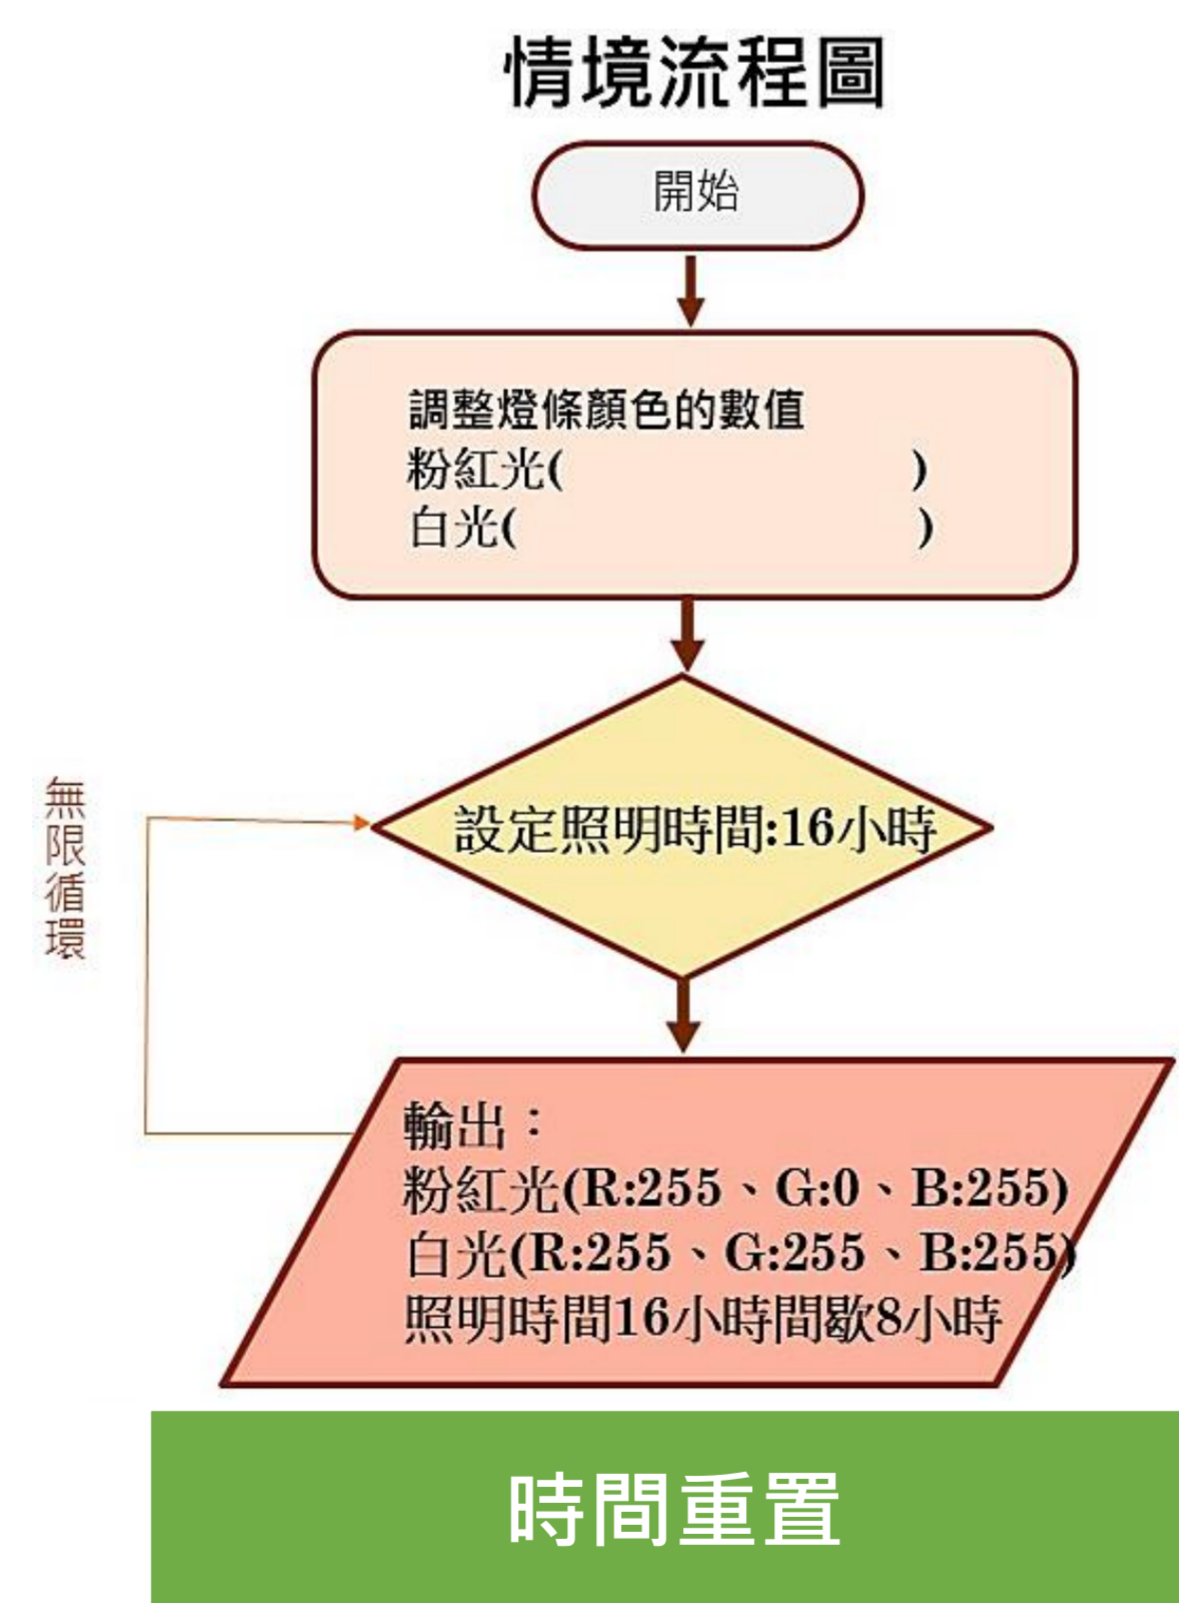 情境流程圖
開始
調整燈條顏色的數值
粉紅光(                    )
白光(                      )
無限循環
設定照明時間:16小時
輸出：
粉紅光(R:255、G:0、B:255)
白光(R:255、G:255、B:255)
照明時間16小時間歇8小時
時間重置